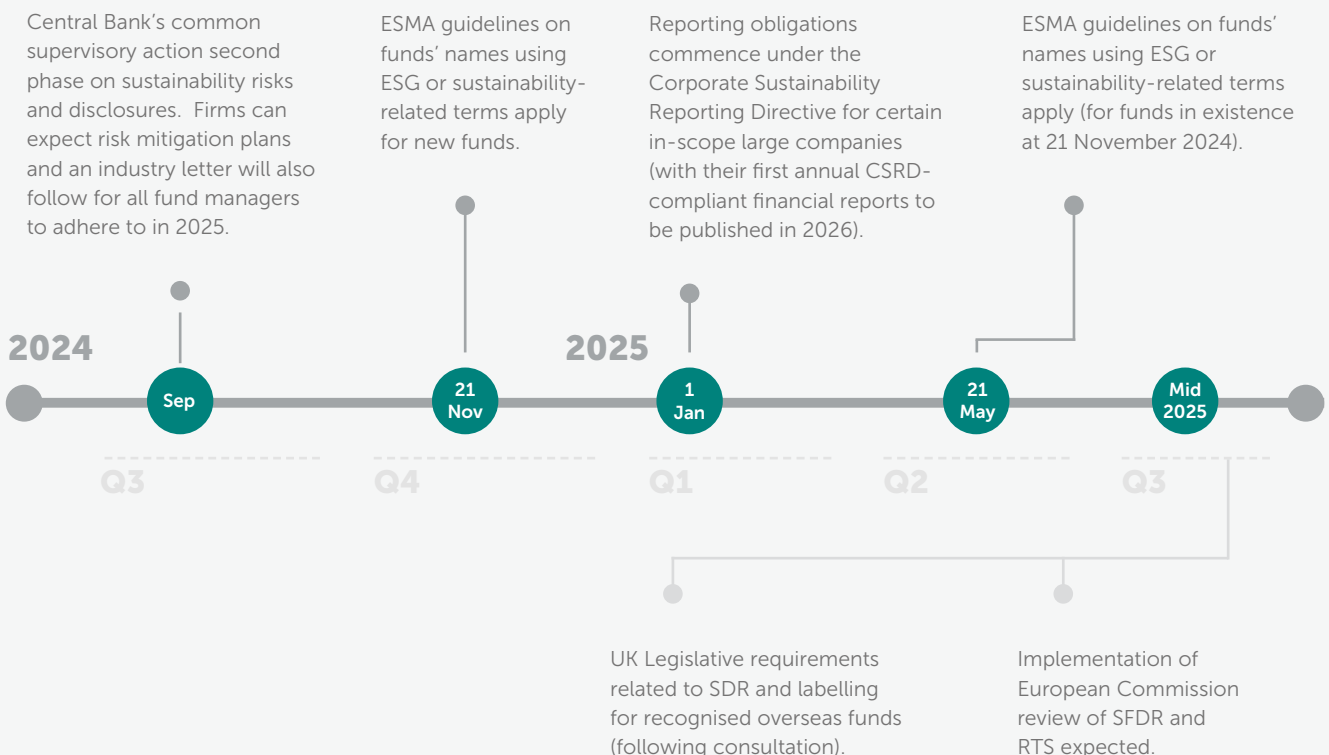 Central Bank’s common
supervisory action second
phase on sustainability risks
and disclosures.  Firms can
expect risk mitigation plans
and an industry letter will also
follow for all fund managers
to adhere to in 2025.
ESMA guidelines on
funds’ names using
ESG or sustainability-
related terms apply
for new funds.
Reporting obligations
commence under the
Corporate Sustainability
Reporting Directive for certain
in-scope large companies
(with their first annual CSRD-
compliant financial reports to
be published in 2026).
ESMA guidelines on funds’
names using ESG or
sustainability-related terms
apply (for funds in existence
at 21 November 2024).
2024
2025
Sep
21
Nov
1
Jan
21
May
Mid
2025
Q3
Q4
Q1
Q2
Q3
UK Legislative requirements
related to SDR and labelling
for recognised overseas funds
(following consultation).
Implementation of
European Commission
review of SFDR and
RTS expected.